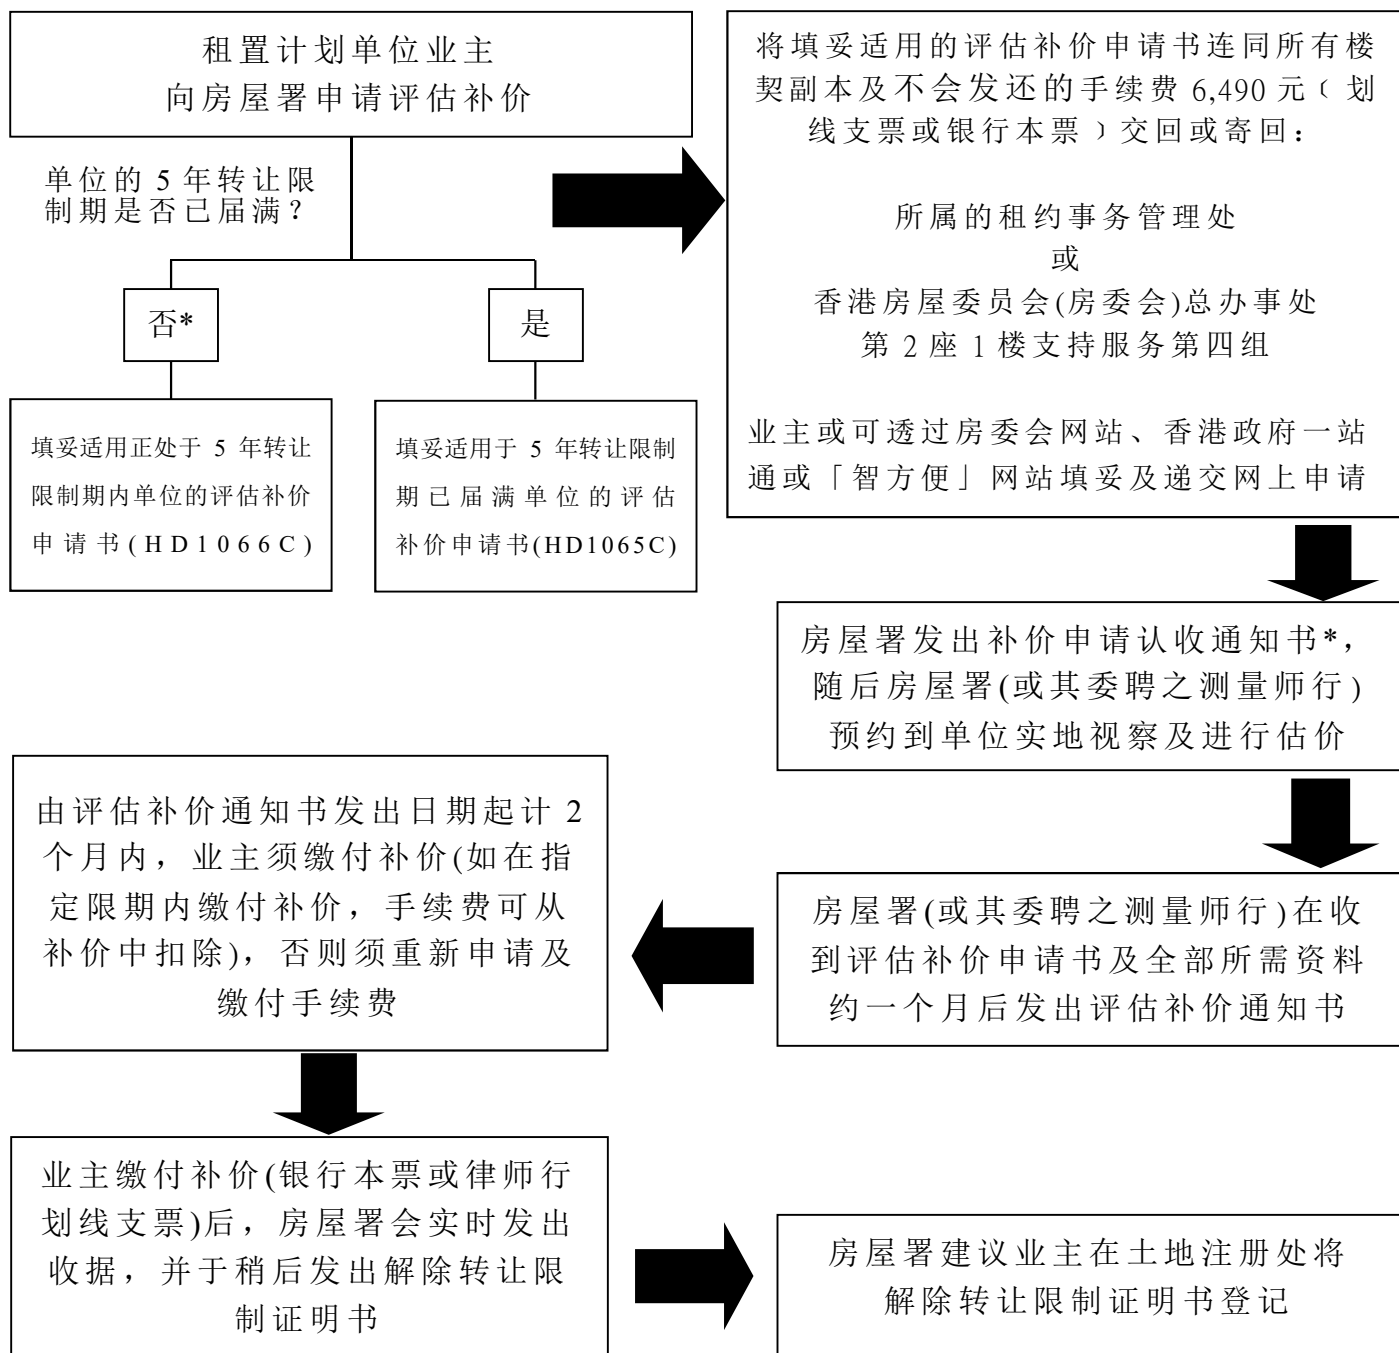 租置计划单位业主
向房屋署申请评估补价
单位的 5 年转让限
制期是否已届满？
否*
是
填妥适用正处于 5 年转让
限制期内单位的评估补价
申请书(HD1066C)
填妥适用于 5 年转让限制
期已届满单位的评估
补价申请书(HD1065C)
将填妥适用的评估补价申请书连同所有楼
契副本及不会发还的手续费 6,490 元﹝划
线支票或银行本票﹞交回或寄回：
所属的租约事务管理处
或
香港房屋委员会(房委会)总办事处
第 2 座 1 楼支持服务第四组
业主或可透过房委会网站、香港政府一站
通或「智方便」网站填妥及递交网上申请
房屋署发出补价申请认收通知书*，
随后房屋署(或其委聘之测量师行)
预约到单位实地视察及进行估价
房屋署(或其委聘之测量师行)在收
到评估补价申请书及全部所需资料
约一个月后发出评估补价通知书
由评估补价通知书发出日期起计 2
个月内，业主须缴付补价(如在指
定限期内缴付补价，手续费可从
补价中扣除)，否则须重新申请及
缴付手续费
业主缴付补价(银行本票或律师行
划线支票)后，房屋署会实时发出
收据，并于稍后发出解除转让限
制证明书
房屋署建议业主在土地注册处将
解除转让限制证明书登记